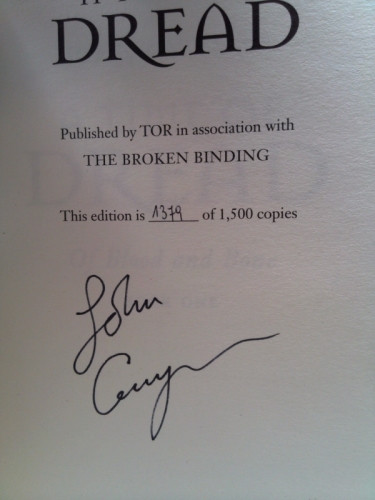 DREAD
Published by TOR in association with
THE BROKEN BINDING
This edition is 1379 of 1,500 copies
John